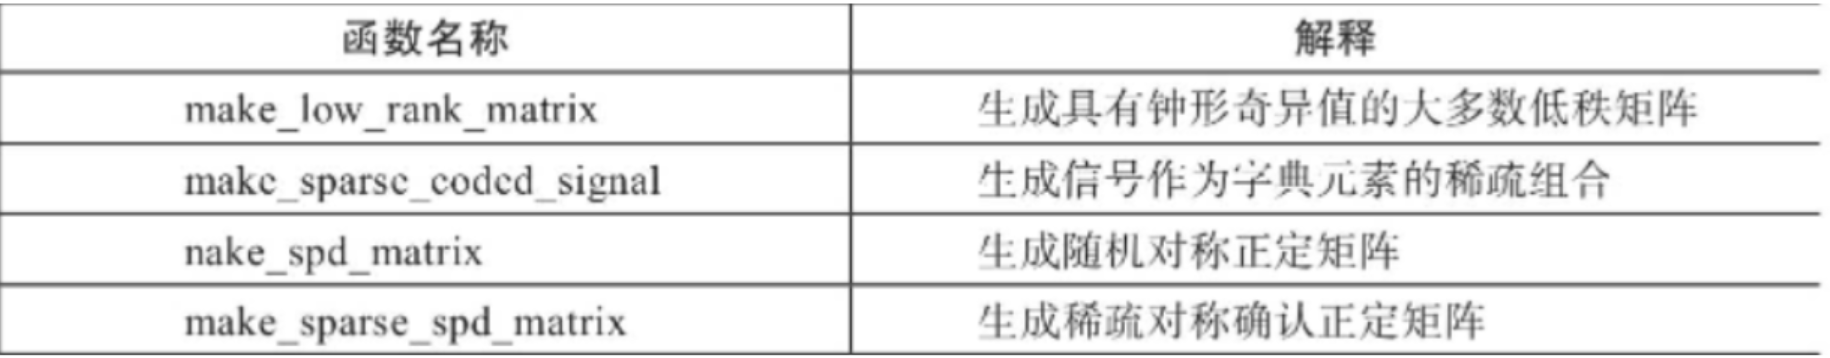 函数名称 解释
make_low_rank_matrix 生成具有钟形奇异值的大多数低秩矩阵
make_sparse_coded_signal 生成信号作为字典元素的稀疏组合
nake_spd_matrix 生成随机对称正定矩阵
make_sparse_spd_matrix 生成稀疏对称确认正定矩阵